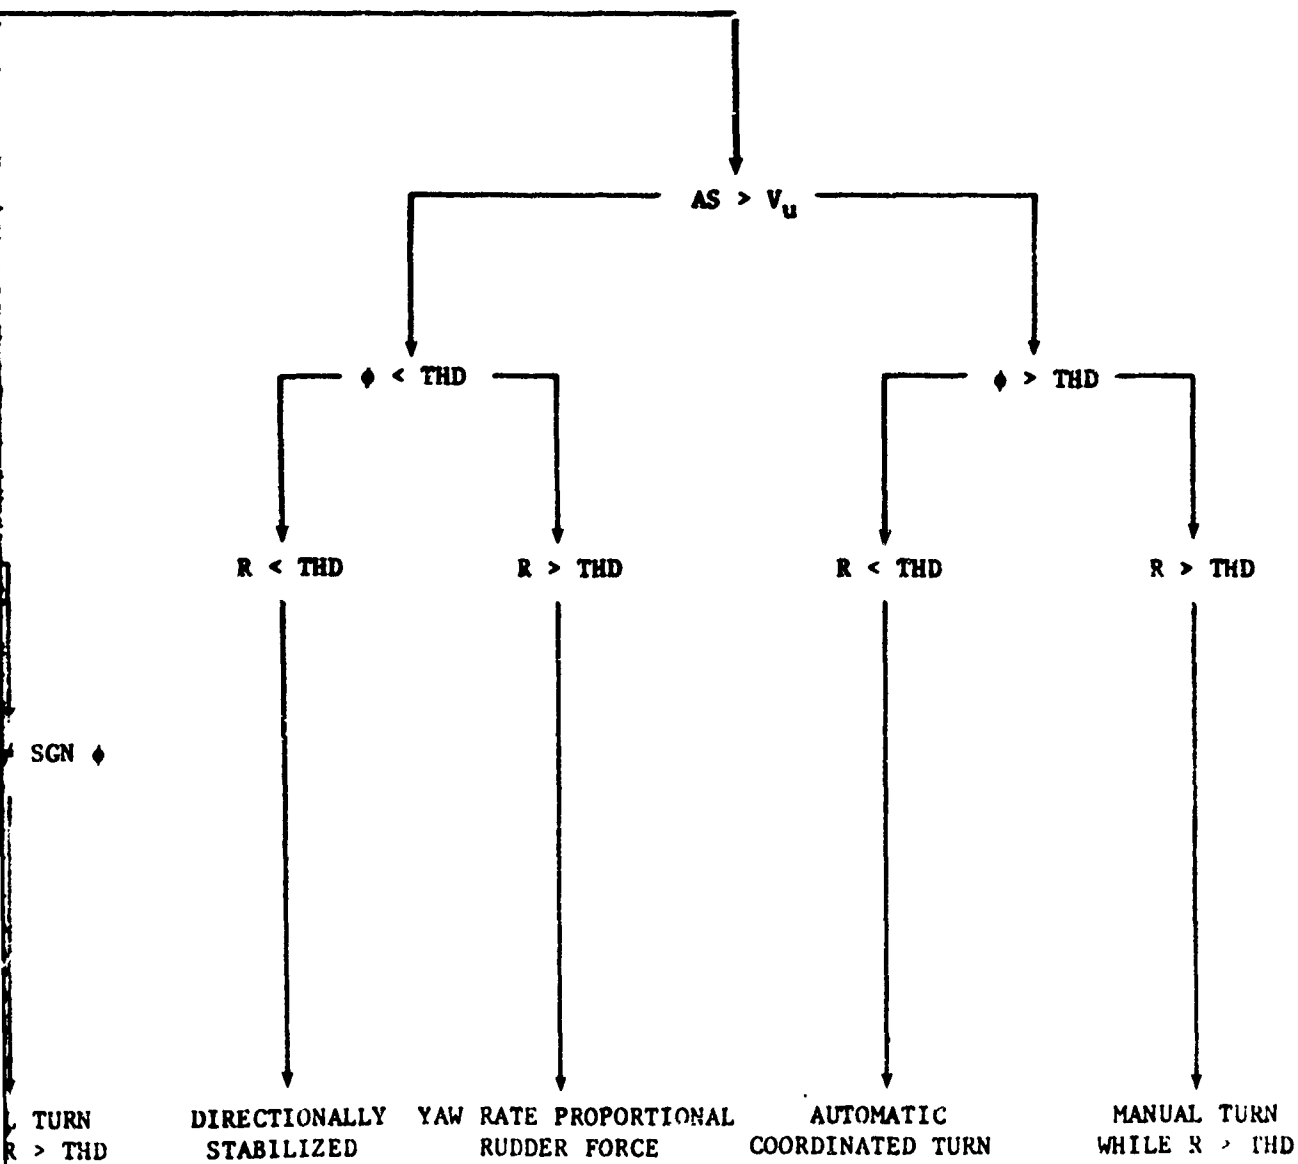 AS > Vu
ϕ < THD
ϕ > THD
R < THD
R > THD
R < THD
R > THD
SGN ϕ
TURN
R > THD
DIRECTIONALLY
STABILIZED
YAW RATE PROPORTIONAL
RUDDER FORCE
AUTOMATIC
COORDINATED TURN
MANUAL TURN
WHILE R > THD